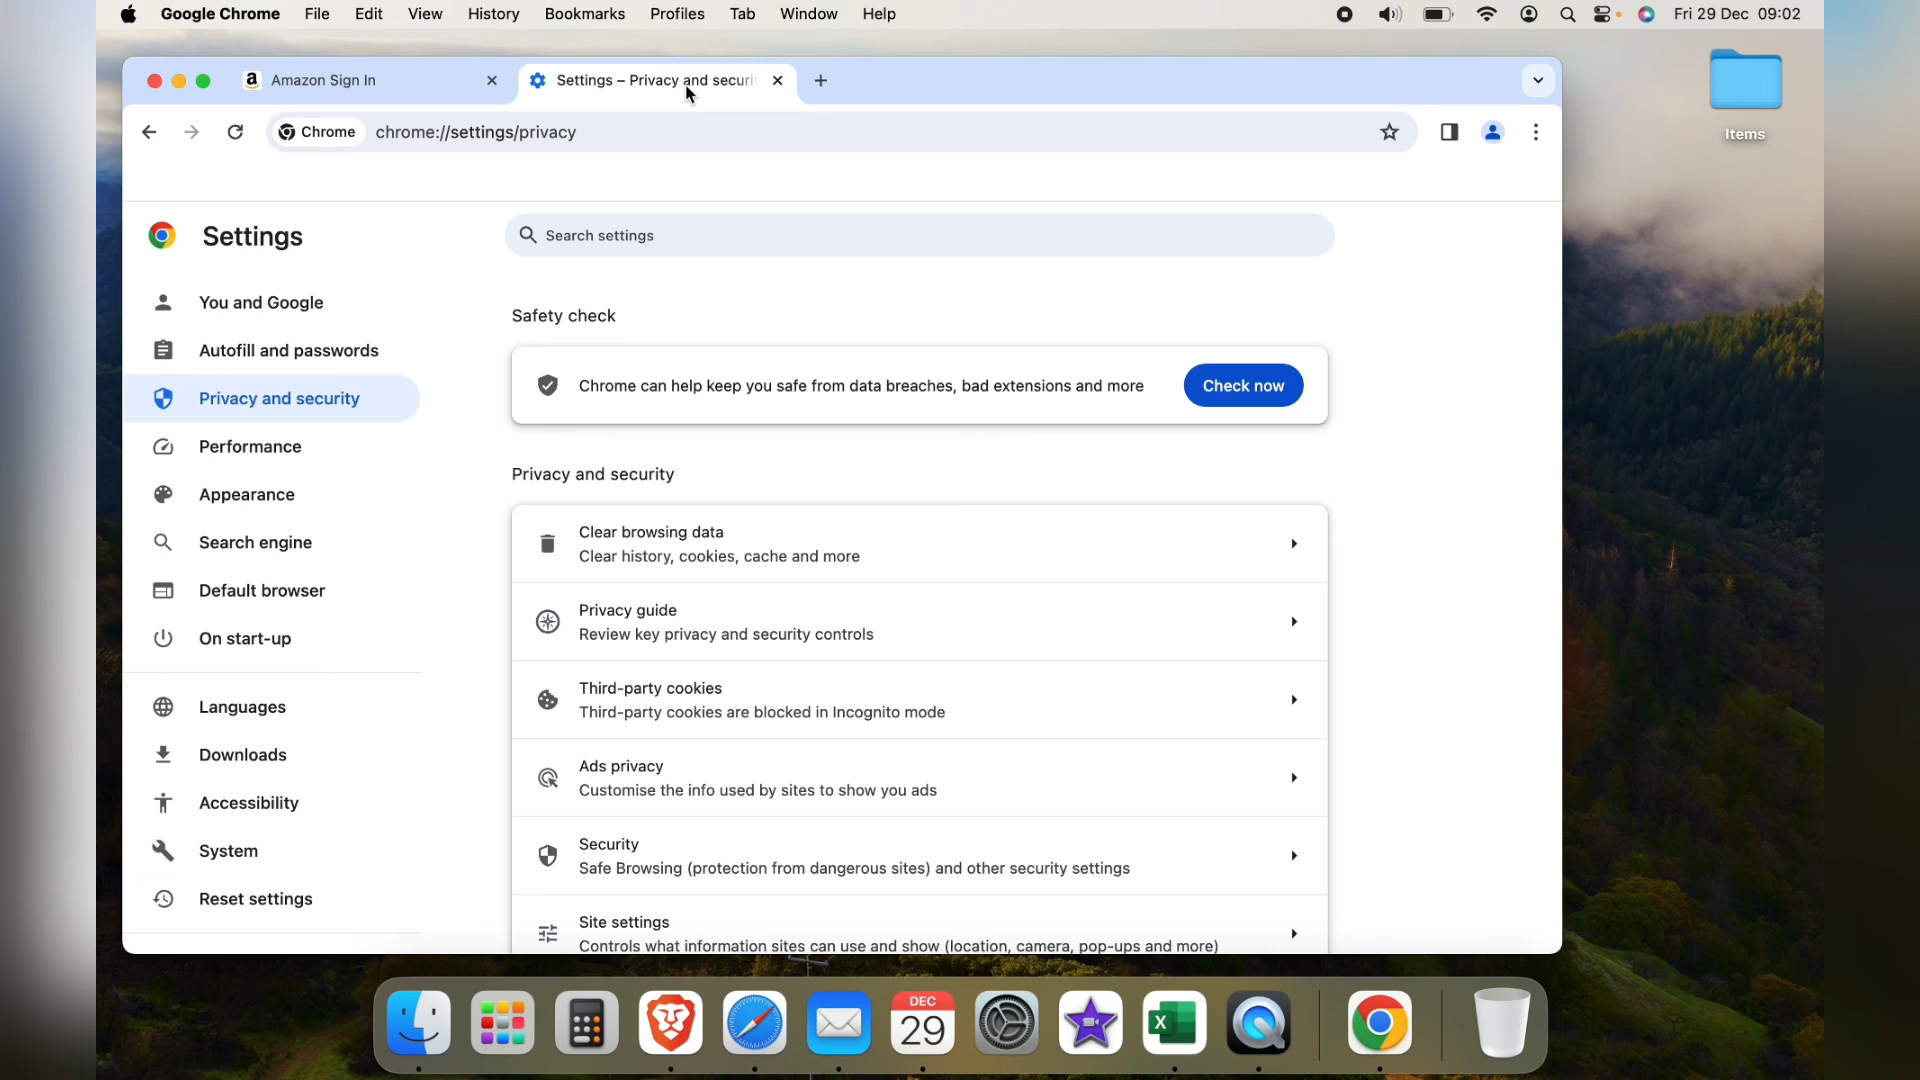 Google Chrome File Edit View History Bookmarks Profiles Tab Window Help Fri 29 Dec 09:02
Amazon Sign In
Settings – Privacy and securi
Chrome chrome://settings/privacy
Items
Settings
Search settings
You and Google
Autofill and passwords
Privacy and security
Performance
Appearance
Search engine
Default browser
On start-up
Languages
Downloads
Accessibility
System
Reset settings
Safety check
Chrome can help keep you safe from data breaches, bad extensions and more
Check now
Privacy and security
Clear browsing data
Clear history, cookies, cache and more
Privacy guide
Review key privacy and security controls
Third-party cookies
Third-party cookies are blocked in Incognito mode
Ads privacy
Customise the info used by sites to show you ads
Security
Safe Browsing (protection from dangerous sites) and other security settings
Site settings
Controls what information sites can use and show (location, camera, pop-ups and more)
DEC
29
X